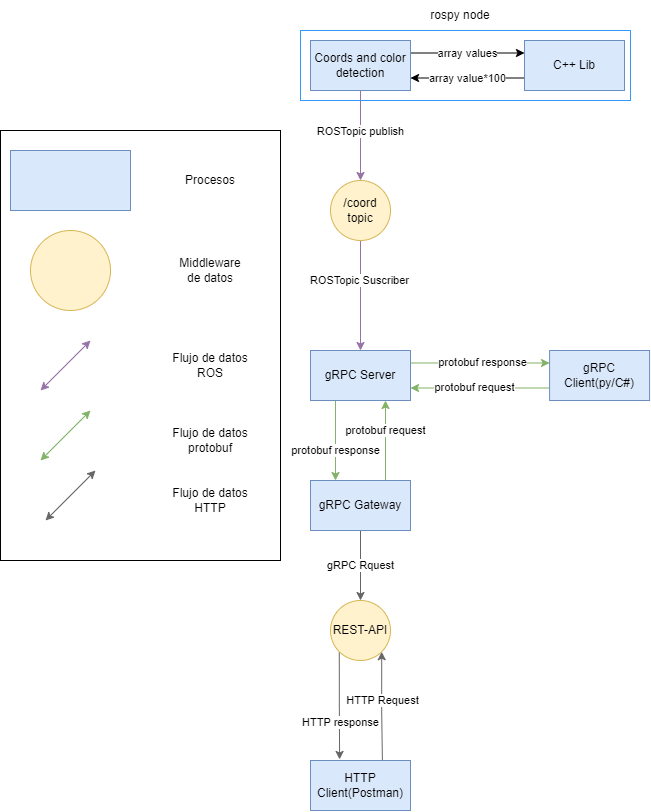 rospy node
Coords and color
detection
array values
array value*100
C++ Lib
ROSTopic publish
/coord
topic
ROSTopic Suscriber
Procesos
Middleware
de datos
Flujo de datos
ROS
Flujo de datos
protobuf
Flujo de datos
HTTP
gRPC Server
protobuf response
protobuf request
gRPC
Client(py/C#)
protobuf request
protobuf response
gRPC Gateway
gRPC Rquest
REST-API
HTTP Request
HTTP response
HTTP
Client(Postman)